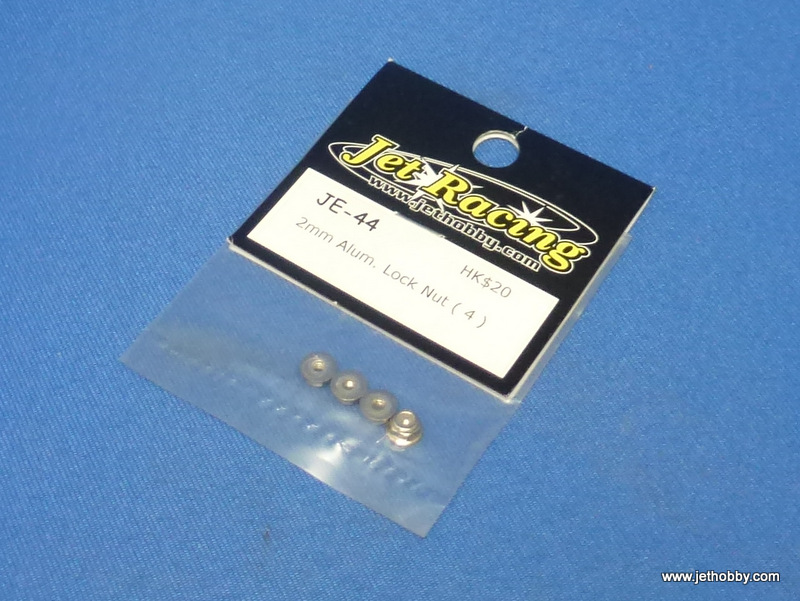 Jet Racing
www.jethobby.com
JE-44
HK$20
2mm Alum. Lock Nut ( 4 )
www.jethobby.com